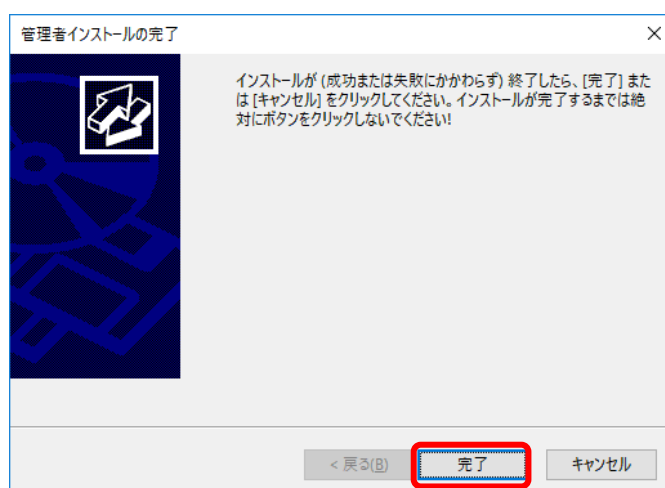 管理者インストールの完了
インストールが (成功または失敗にかかわらず) 終了したら、[完了] また
は [キャンセル] をクリックしてください。インストールが完了するまでは絶
対にボタンをクリックしないでください!
< 戻る(B)
完了
キャンセル